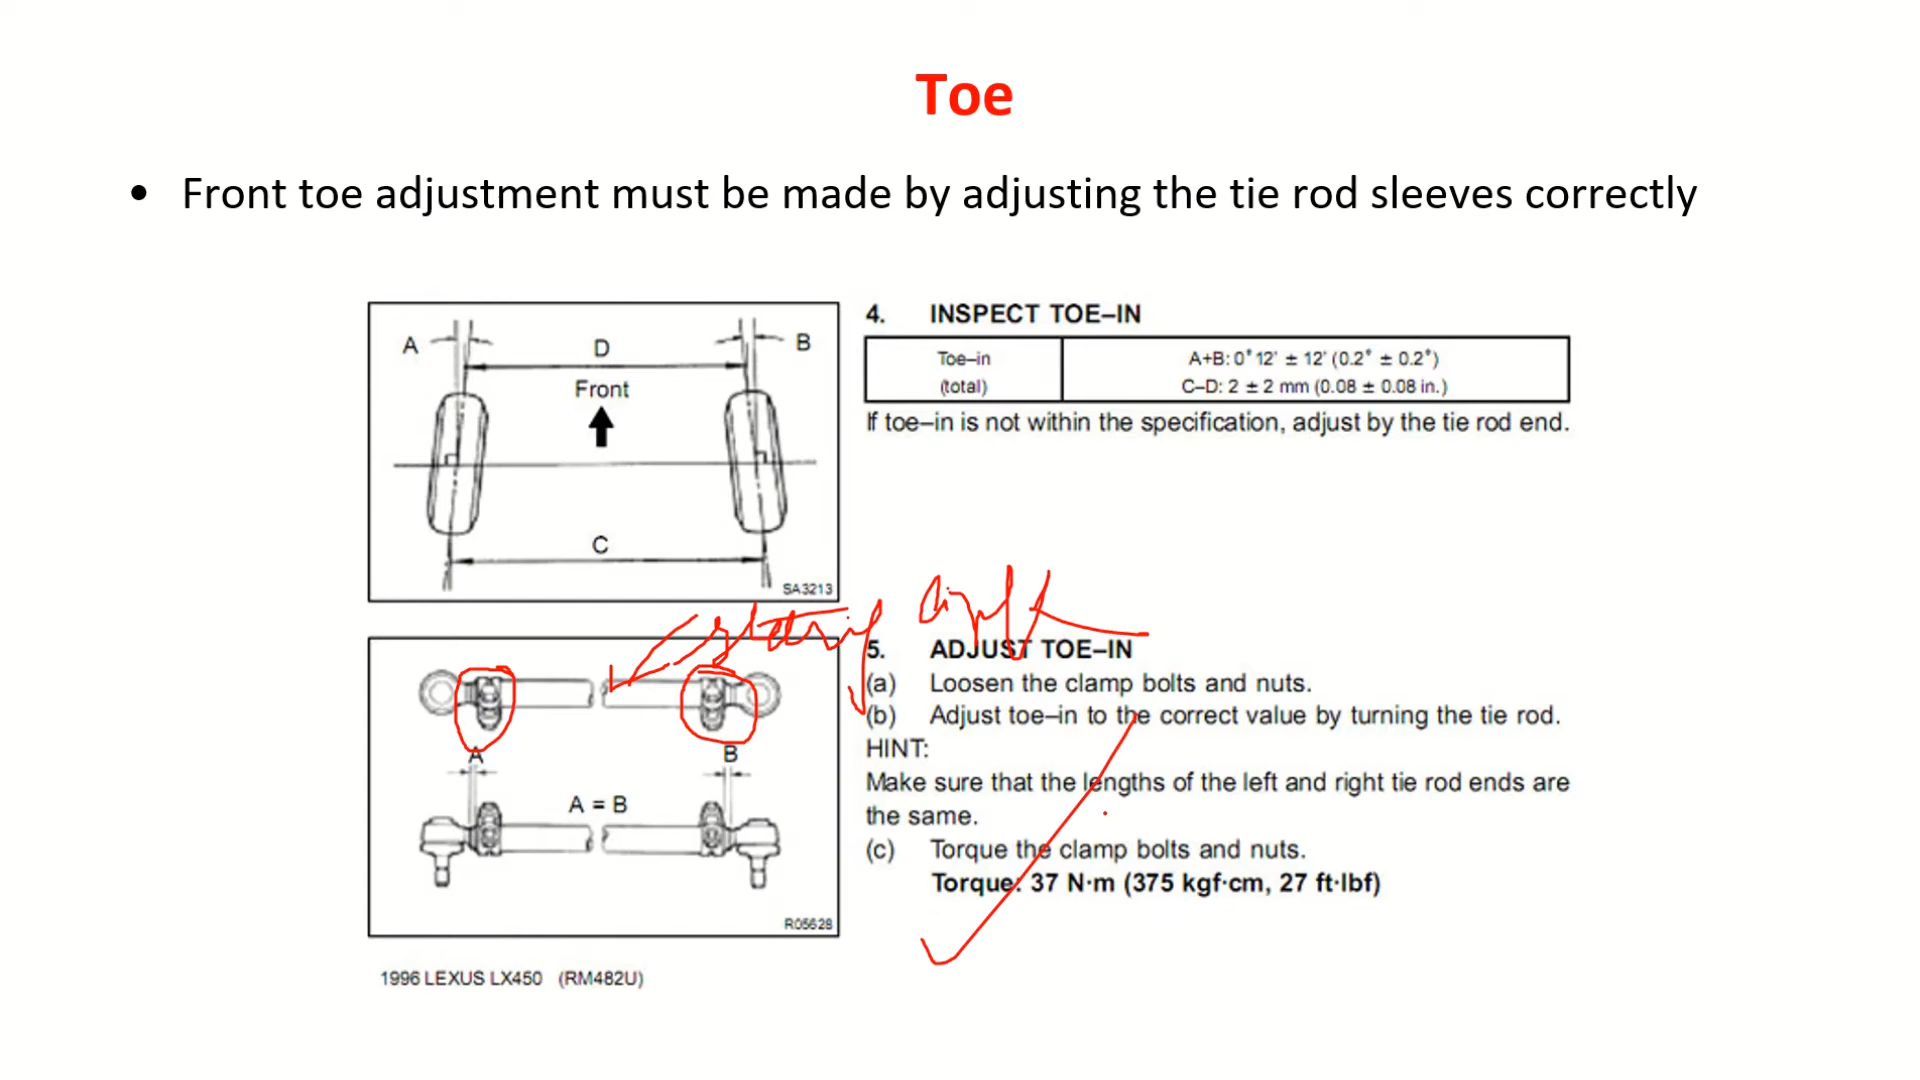 Toe
• Front toe adjustment must be made by adjusting the tie rod sleeves correctly
A
B
D
Front
C
SA3213
4. INSPECT TOE–IN
Toe–in
(total)
A+B: 0° 12' ± 12' (0.2° ± 0.2°)
C–D: 2 ± 2 mm (0.08 ± 0.08 in.)
If toe–in is not within the specification, adjust by the tie rod end.
A
B
A = B
R05628
5. ADJUST TOE–IN
(a) Loosen the clamp bolts and nuts.
(b) Adjust toe–in to the correct value by turning the tie rod.
HINT:
Make sure that the lengths of the left and right tie rod ends are
the same.
(c) Torque the clamp bolts and nuts.
Torque: 37 N·m (375 kgf·cm, 27 ft·lbf)
1996 LEXUS LX450 (RM482U)